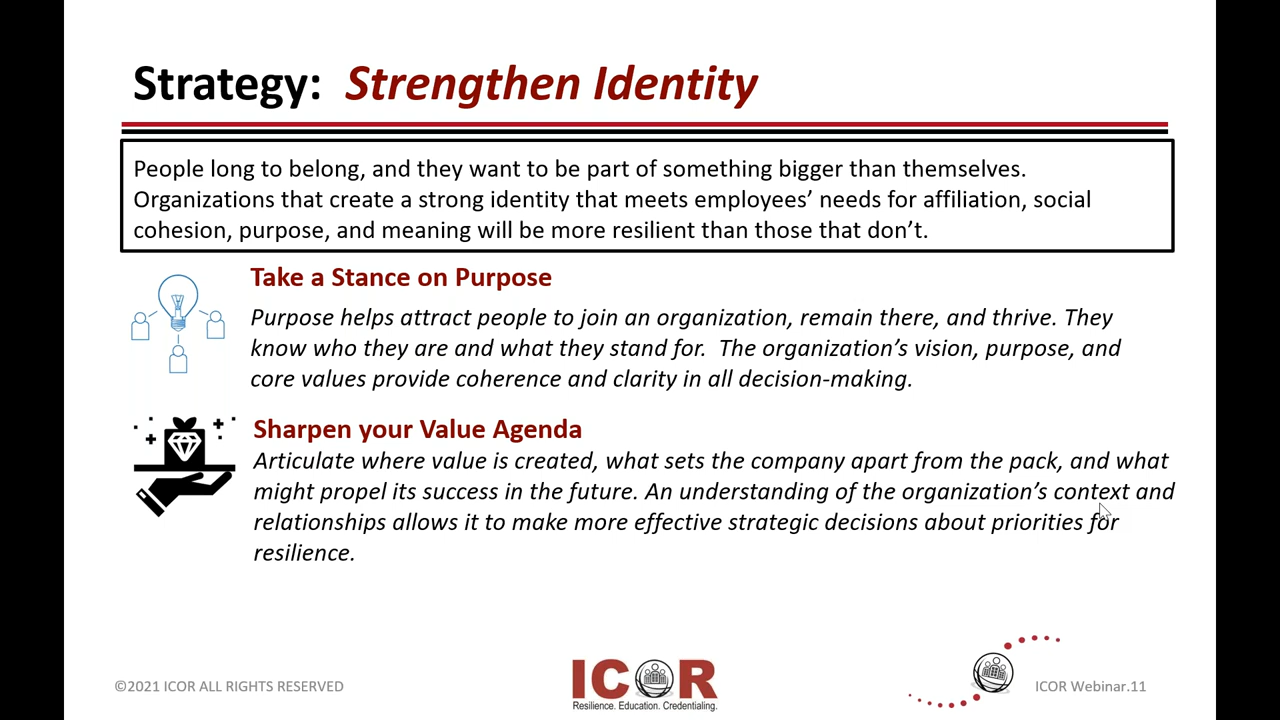 Strategy: Strengthen Identity
People long to belong, and they want to be part of something bigger than themselves.
Organizations that create a strong identity that meets employees’ needs for affiliation, social
cohesion, purpose, and meaning will be more resilient than those that don’t.
Take a Stance on Purpose
Purpose helps attract people to join an organization, remain there, and thrive. They
know who they are and what they stand for. The organization’s vision, purpose, and
core values provide coherence and clarity in all decision-making.
Sharpen your Value Agenda
Articulate where value is created, what sets the company apart from the pack, and what
might propel its success in the future. An understanding of the organization’s context and
relationships allows it to make more effective strategic decisions about priorities for
resilience.
©2021 ICOR ALL RIGHTS RESERVED
ICOR
Resilience. Education. Credentialing.
ICOR Webinar.11